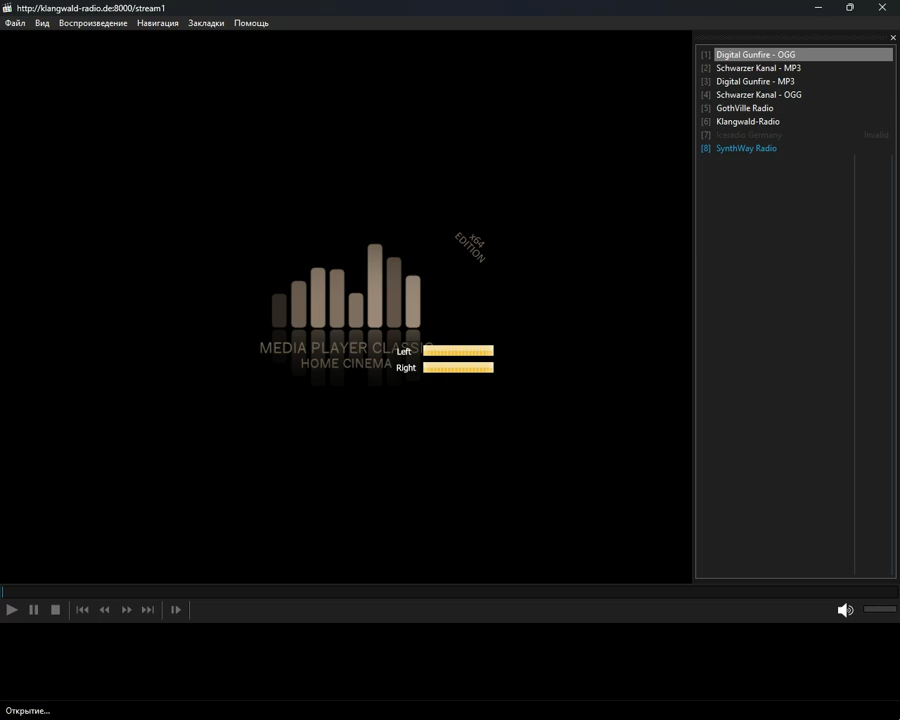 http://klangwald-radio.de:8000/stream1
Файл Вид Воспроизведение Навигация Закладки Помощь
[1] Digital Gunfire - OGG
[2] Schwarzer Kanal - MP3
[3] Digital Gunfire - MP3
[4] Schwarzer Kanal - OGG
[5] GothVille Radio
[6] Klangwald-Radio
[7] Iceradio Germany Invalid
[8] SynthWay Radio
x64
EDITION
MEDIA PLAYER CLASSIC
HOME CINEMA
Left
Right
Открытие...